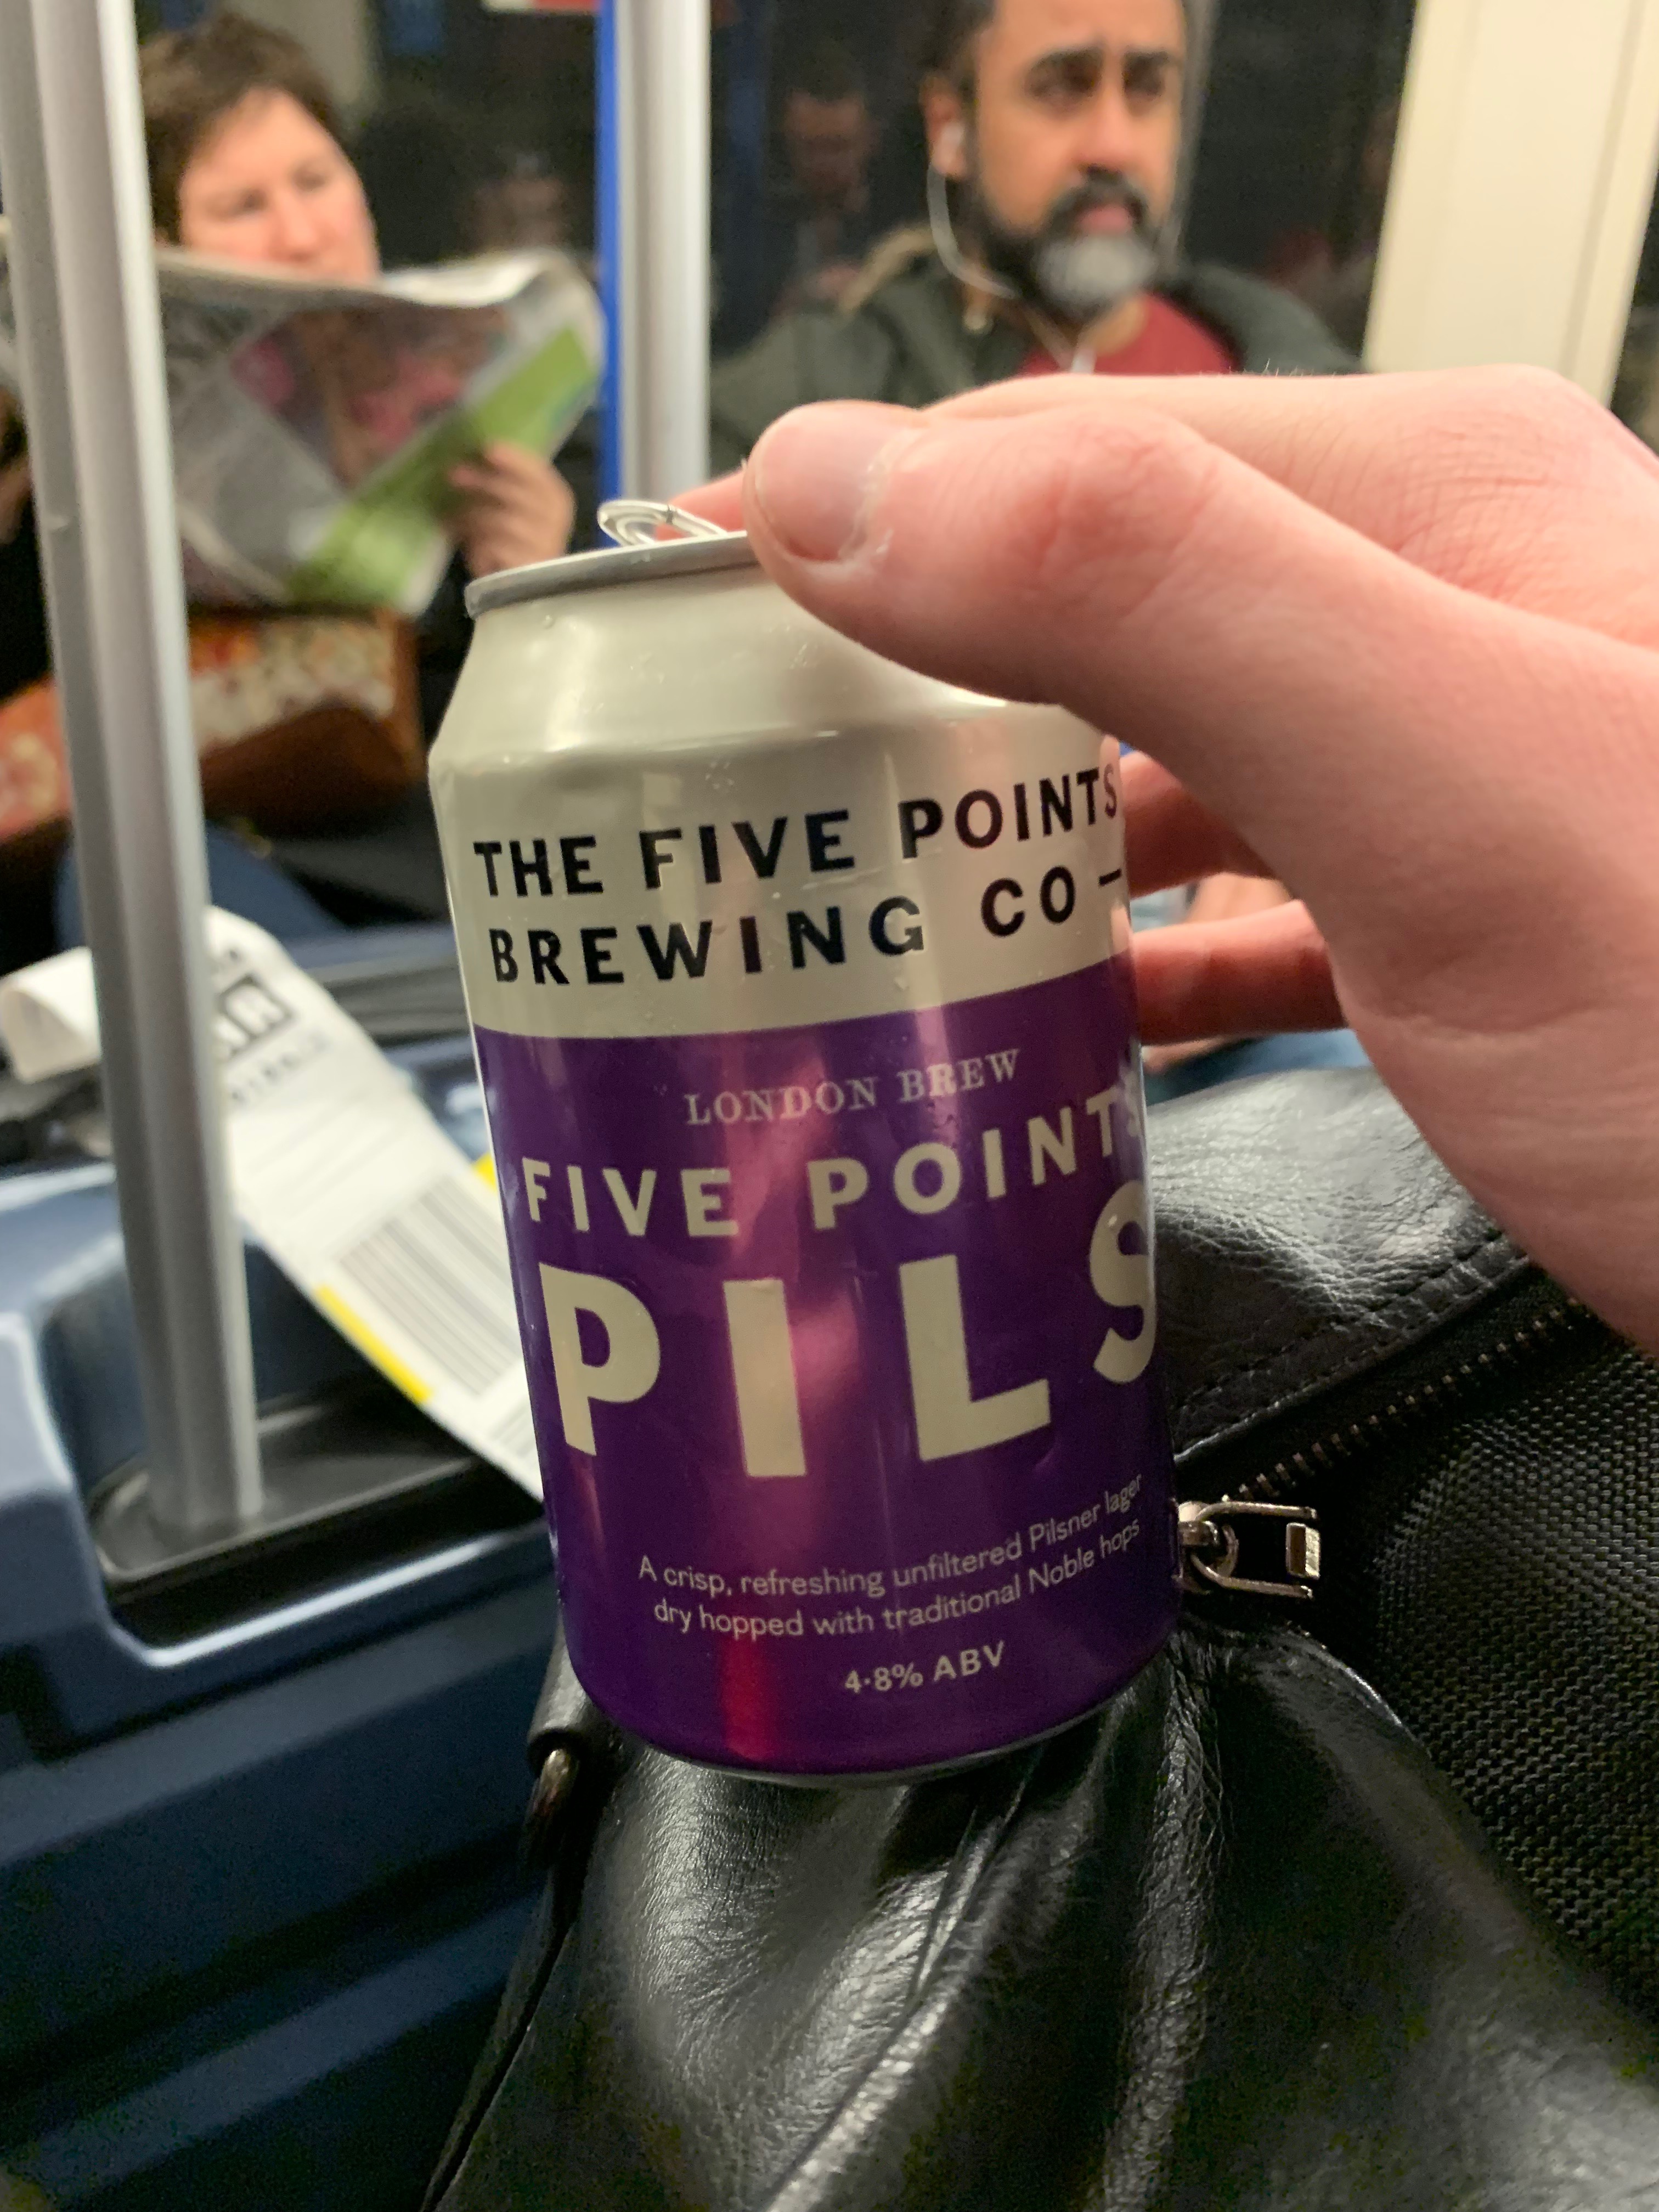 THE FIVE POINTS
BREWING CO—
LONDON BREW
FIVE POINTS
PILS
A crisp, refreshing unfiltered Pilsner lager
dry hopped with traditional Noble hops
4·8% ABV